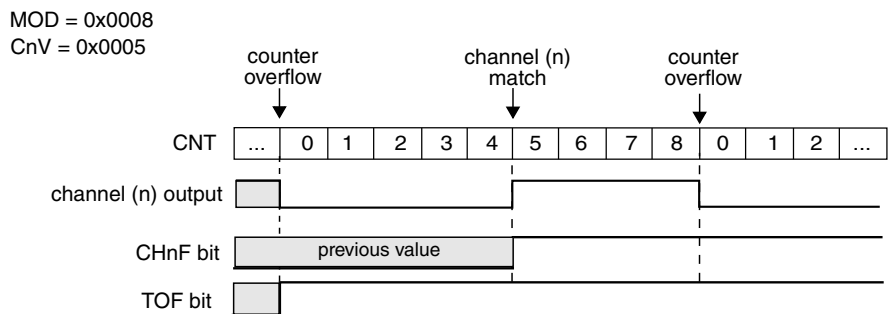 MOD = 0x0008
CnV = 0x0005
counter
overflow
channel (n)
match
counter
overflow
CNT ... 0 1 2 3 4 5 6 7 8 0 1 2 ...
channel (n) output
CHnF bit previous value
TOF bit